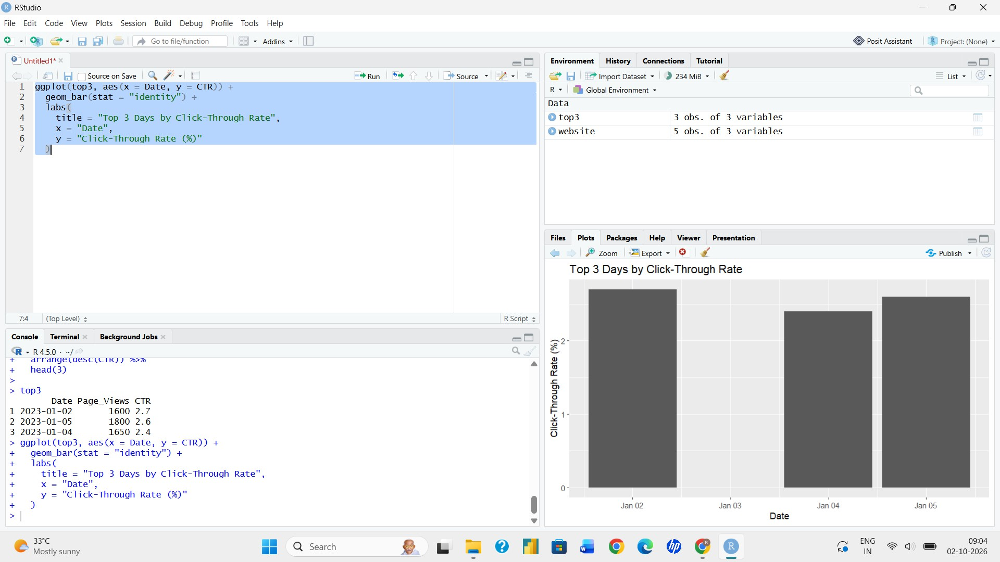 RStudio
File Edit Code View Plots Session Build Debug Profile Tools Help
Go to file/function Addins Posit Assistant Project: (None)
Untitled1*
Source on Save Run Source
1 ggplot(top3, aes(x = Date, y = CTR)) +
2   geom_bar(stat = "identity") +
3   labs(
4     title = "Top 3 Days by Click-Through Rate",
5     x = "Date",
6     y = "Click-Through Rate (%)"
7   )
7:4 (Top Level) R Script
Console Terminal Background Jobs
R 4.5.0 · ~/
+   arrange(desc(CTR)) %>%
+   head(3)
>
> top3
        Date Page_Views CTR
1 2023-01-02       1600 2.7
2 2023-01-05       1800 2.6
3 2023-01-04       1650 2.4
> ggplot(top3, aes(x = Date, y = CTR)) +
+   geom_bar(stat = "identity") +
+   labs(
+     title = "Top 3 Days by Click-Through Rate",
+     x = "Date",
+     y = "Click-Through Rate (%)"
+   )
>
Environment History Connections Tutorial
Import Dataset 234 MiB List
R Global Environment
Data
top3 3 obs. of 3 variables
website 5 obs. of 3 variables
Files Plots Packages Help Viewer Presentation
Zoom Export Publish
Top 3 Days by Click-Through Rate
Click-Through Rate (%)
2
1
0
Jan 02 Jan 03 Jan 04 Jan 05
Date
33°C
Mostly sunny
Search
ENG
IN
09:04
02-10-2026